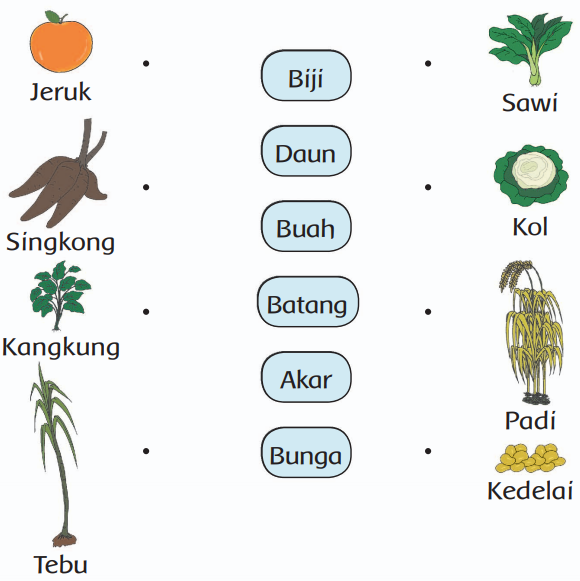 Jeruk
Singkong
Kangkung
Tebu
Biji
Daun
Buah
Batang
Akar
Bunga
Sawi
Kol
Padi
Kedelai